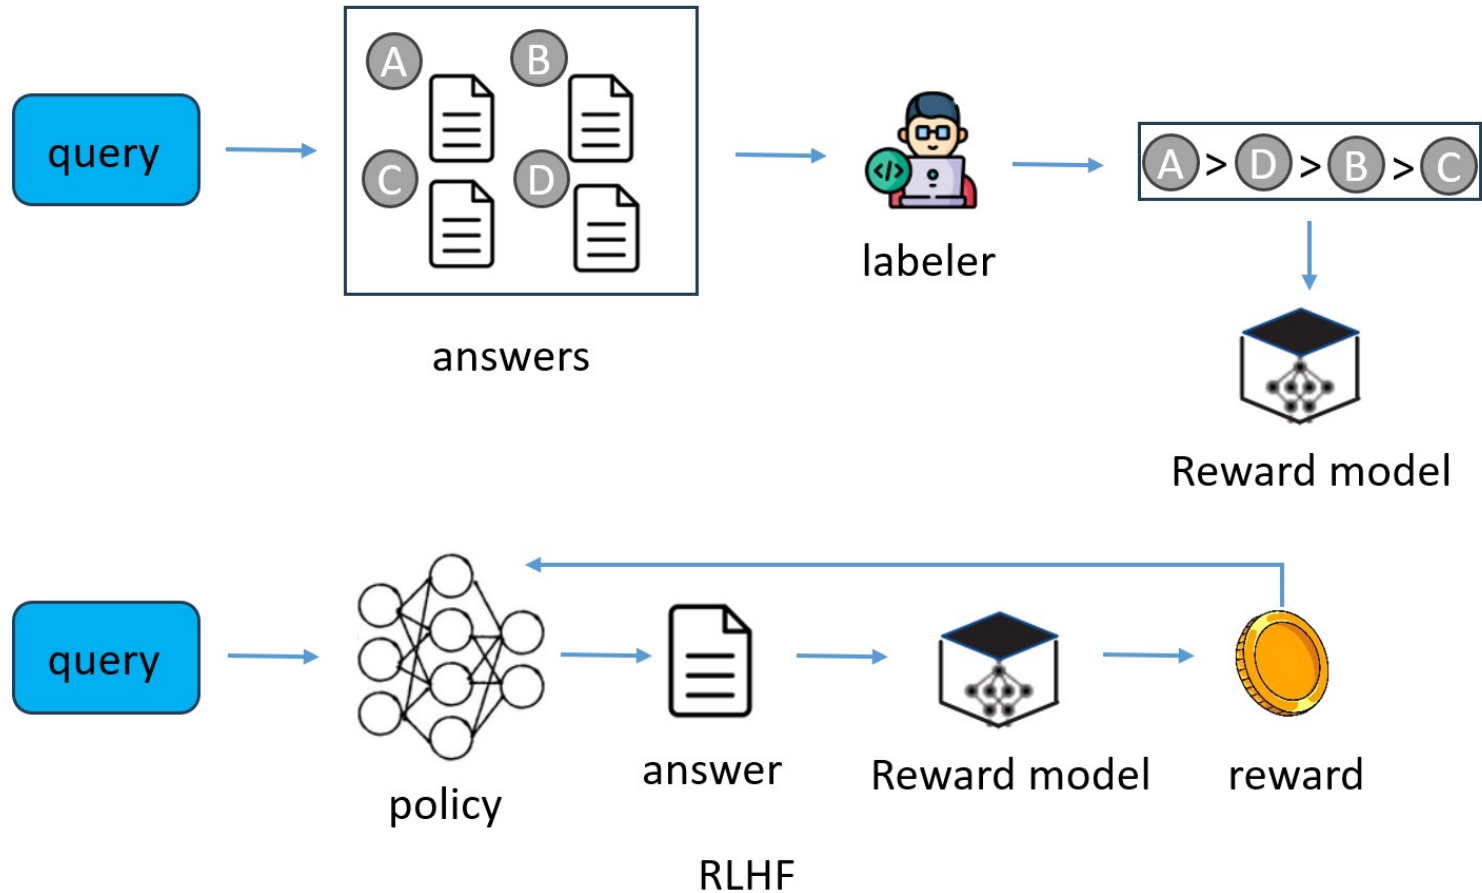 query
A
B
C
D
answers
</>
labeler
A > D > B > C
Reward model
query
policy
answer
Reward model
reward
RLHF